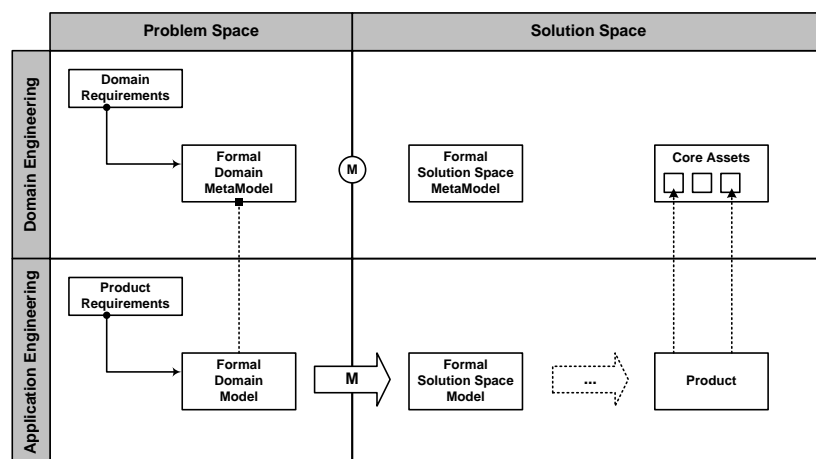 Problem Space
Solution Space
Domain Engineering
Domain
Requirements
Formal
Domain
MetaModel
M
Formal
Solution Space
MetaModel
Core Assets
Application Engineering
Product
Requirements
Formal
Domain
Model
M
Formal
Solution Space
Model
...
Product